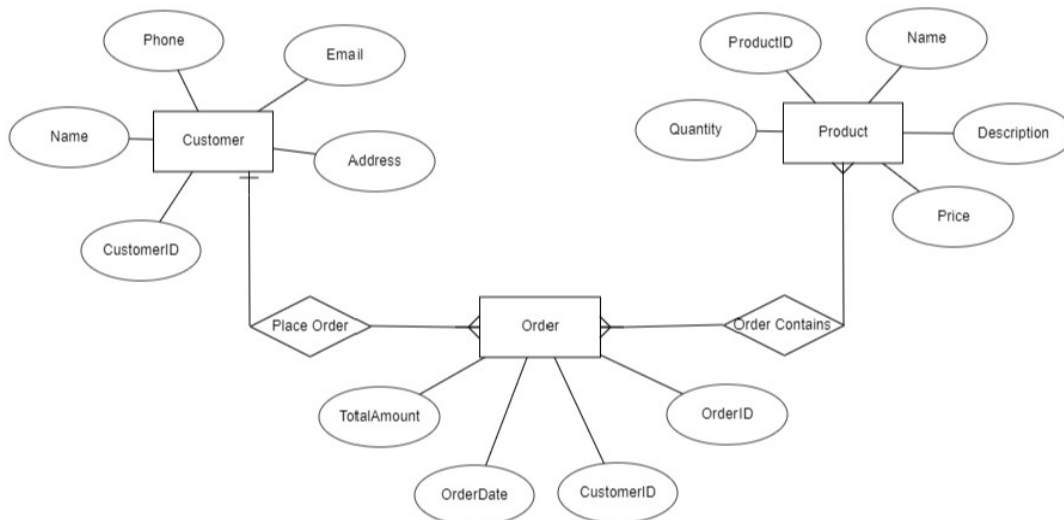 Phone
Email
Name
Customer
Address
CustomerID
ProductID
Name
Quantity
Product
Description
Price
Place Order
Order
Order Contains
TotalAmount
OrderID
OrderDate
CustomerID